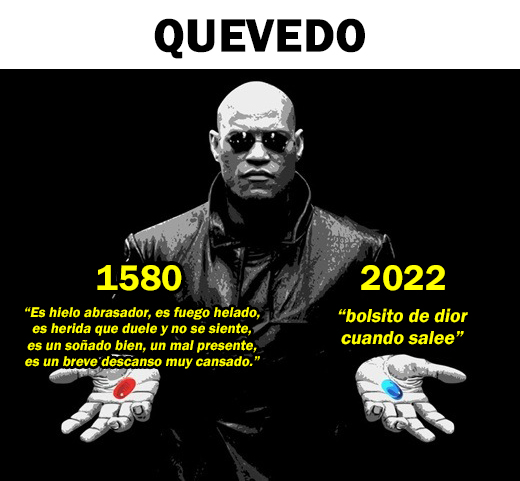 QUEVEDO
1580
“Es hielo abrasador, es fuego helado,
es herida que duele y no se siente,
es un soñado bien, un mal presente,
es un breve descanso muy cansado.”
2022
“bolsito de dior
cuando salee”